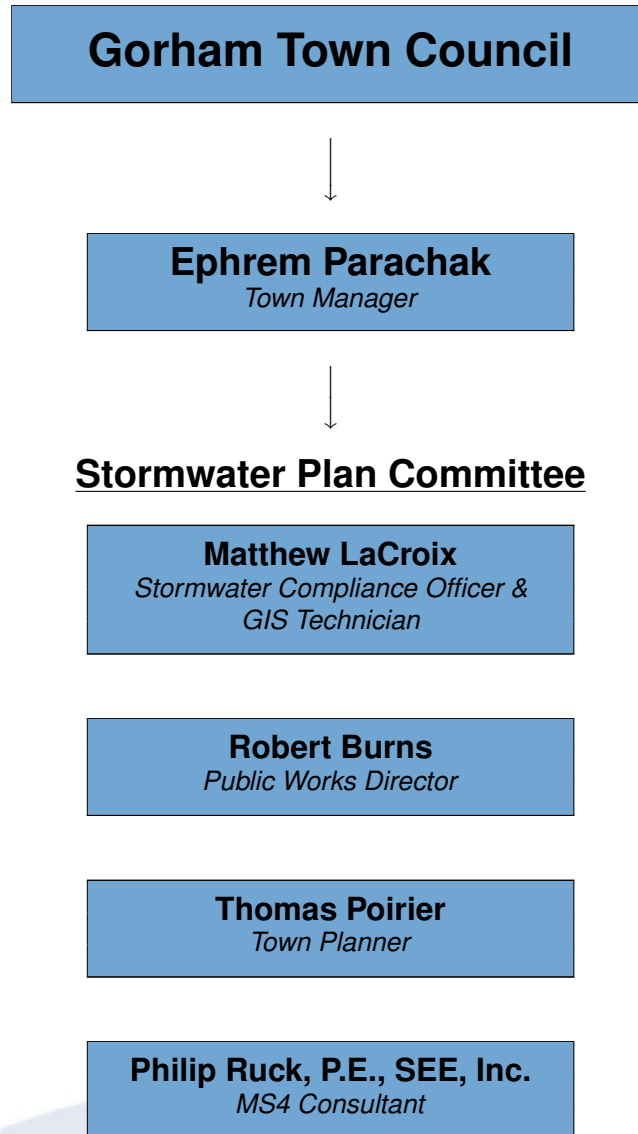 Gorham Town Council
Ephrem Parachak
Town Manager
Stormwater Plan Committee
Matthew LaCroix
Stormwater Compliance Officer &
GIS Technician
Robert Burns
Public Works Director
Thomas Poirier
Town Planner
Philip Ruck, P.E., SEE, Inc.
MS4 Consultant